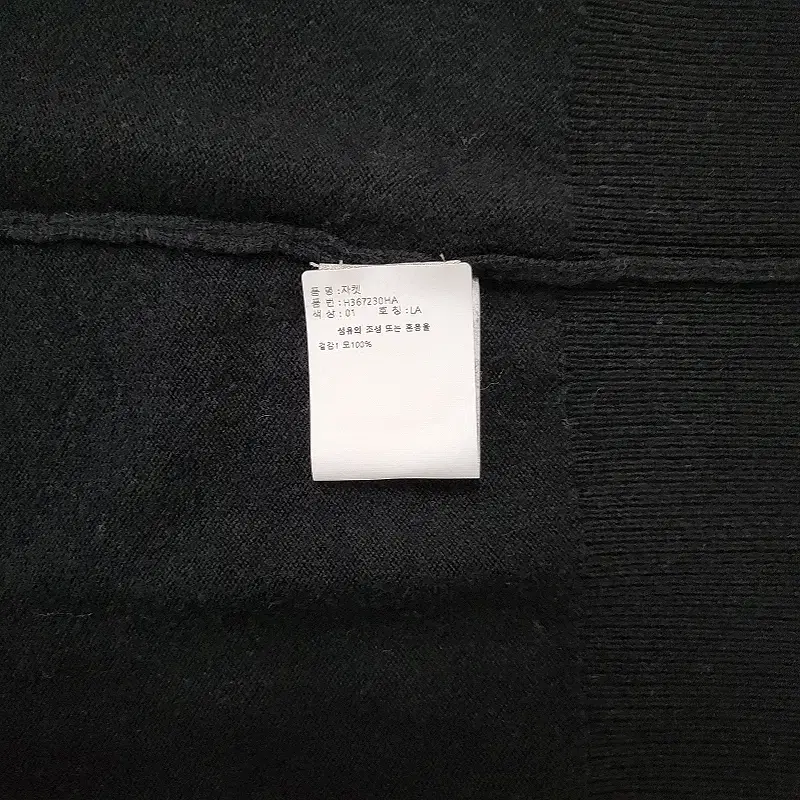 품 명 :자켓
품 번 : H367230HA
색 상 : 01 호 칭 : LA
섬유의 조성 또는 혼용율
겉감1 모100%